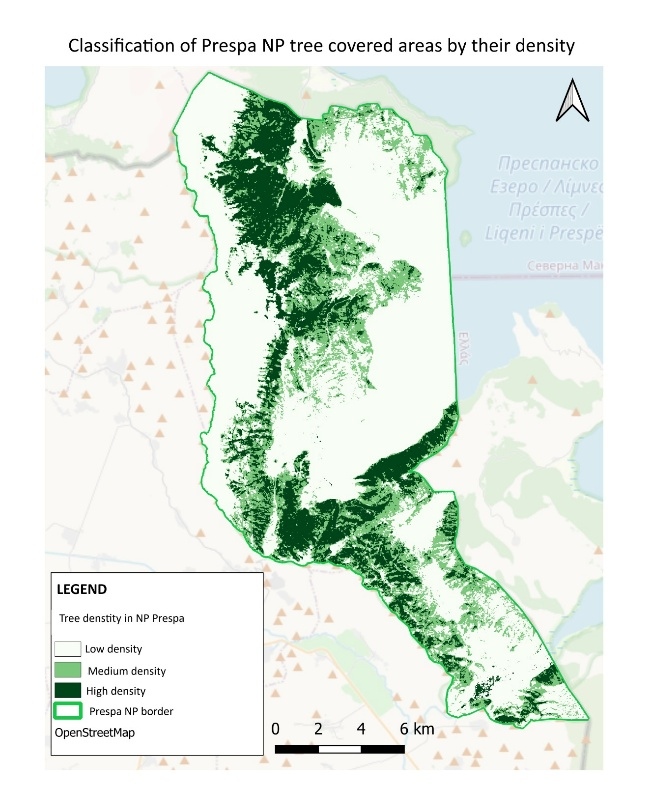 Classification of Prespa NP tree covered areas by their density
Преспанско
Езеро / Λίμνες
Πρέσπες /
Liqeni i Prespe
Северна Мак
Ελλάς
LEGEND
Tree denstity in NP Prespa
Low density
Medium density
High density
Prespa NP border
OpenStreetMap
0 2 4 6 km